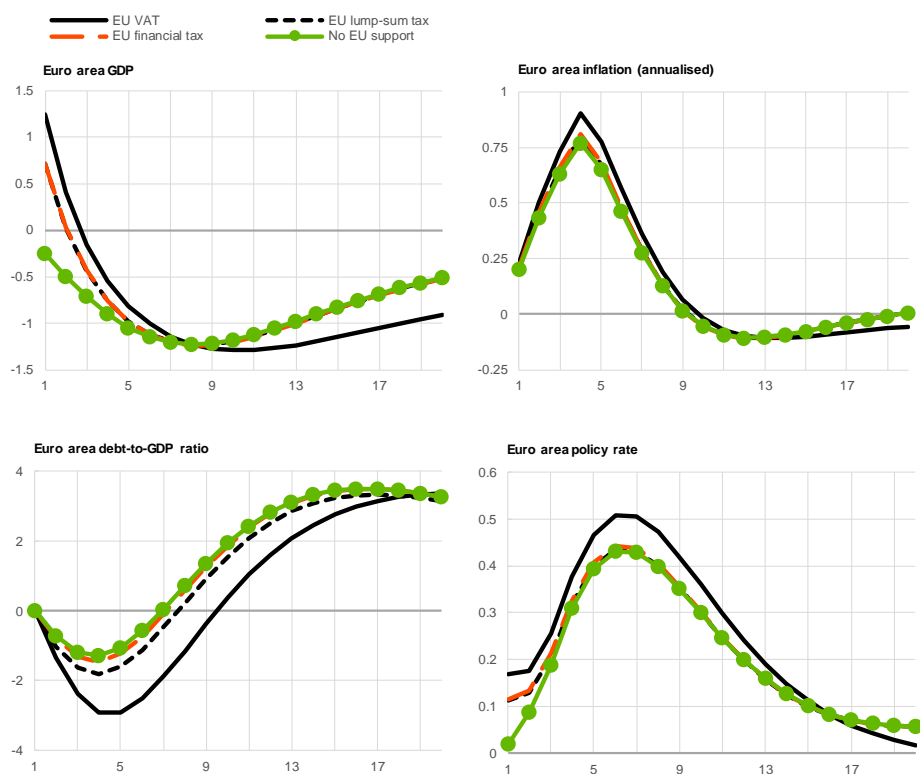 EU VAT
EU lump-sum tax
EU financial tax
No EU support
Euro area GDP
1.5
1
0.5
0
-0.5
-1
-1.5
1 5 9 13 17
Euro area inflation (annualised)
1
0.75
0.5
0.25
0
-0.25
1 5 9 13 17
Euro area debt-to-GDP ratio
4
2
0
-2
-4
1 5 9 13 17
Euro area policy rate
0.6
0.5
0.4
0.3
0.2
0.1
0
1 5 9 13 17